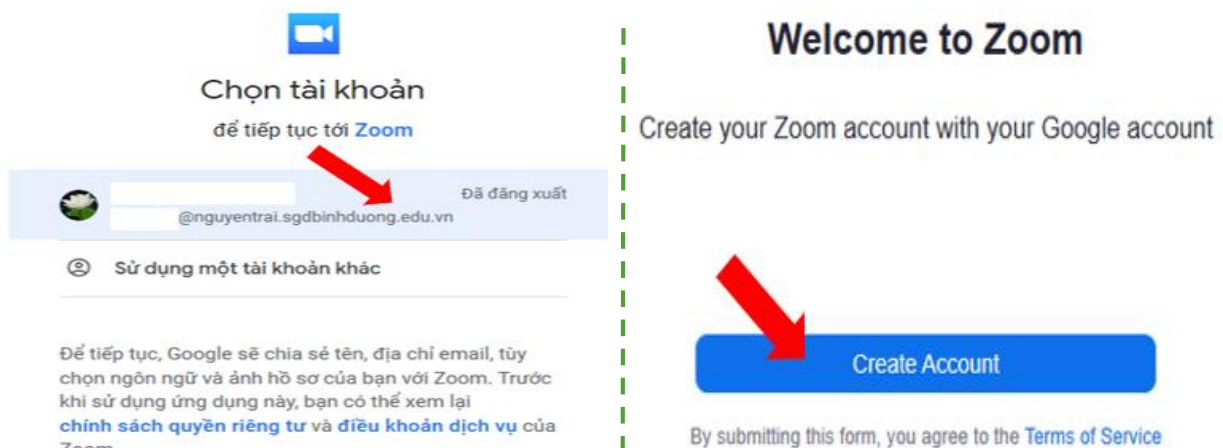 Chọn tài khoản
để tiếp tục tới Zoom
Đã đăng xuất
@nguyentrai.sgdbinhduong.edu.vn
Sử dụng một tài khoản khác
Để tiếp tục, Google sẽ chia sẻ tên, địa chỉ email, tùy
chọn ngôn ngữ và ảnh hồ sơ của bạn với Zoom. Trước
khi sử dụng ứng dụng này, bạn có thể xem lại
chính sách quyền riêng tư và điều khoản dịch vụ của
Zoom
Welcome to Zoom
Create your Zoom account with your Google account
Create Account
By submitting this form, you agree to the Terms of Service